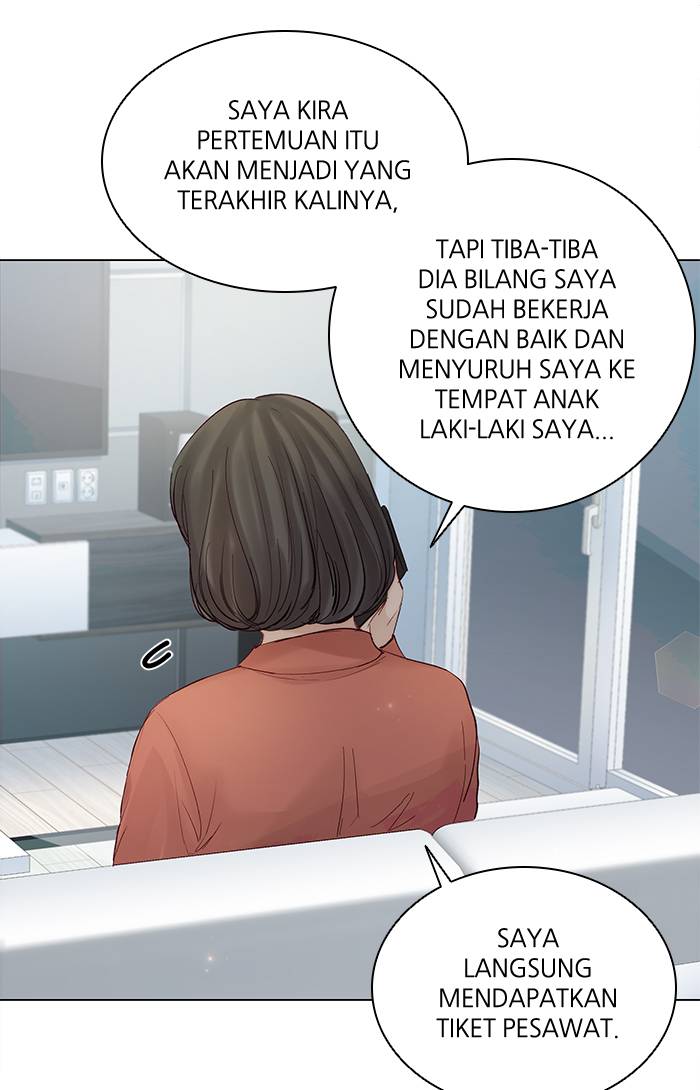 SAYA KIRA
PERTEMUAN ITU
AKAN MENJADI YANG
TERAKHIR KALINYA,
TAPI TIBA-TIBA
DIA BILANG SAYA
SUDAH BEKERJA
DENGAN BAIK DAN
MENYURUH SAYA KE
TEMPAT ANAK
LAKI-LAKI SAYA...
SAYA
LANGSUNG
MENDAPATKAN
TIKET PESAWAT.